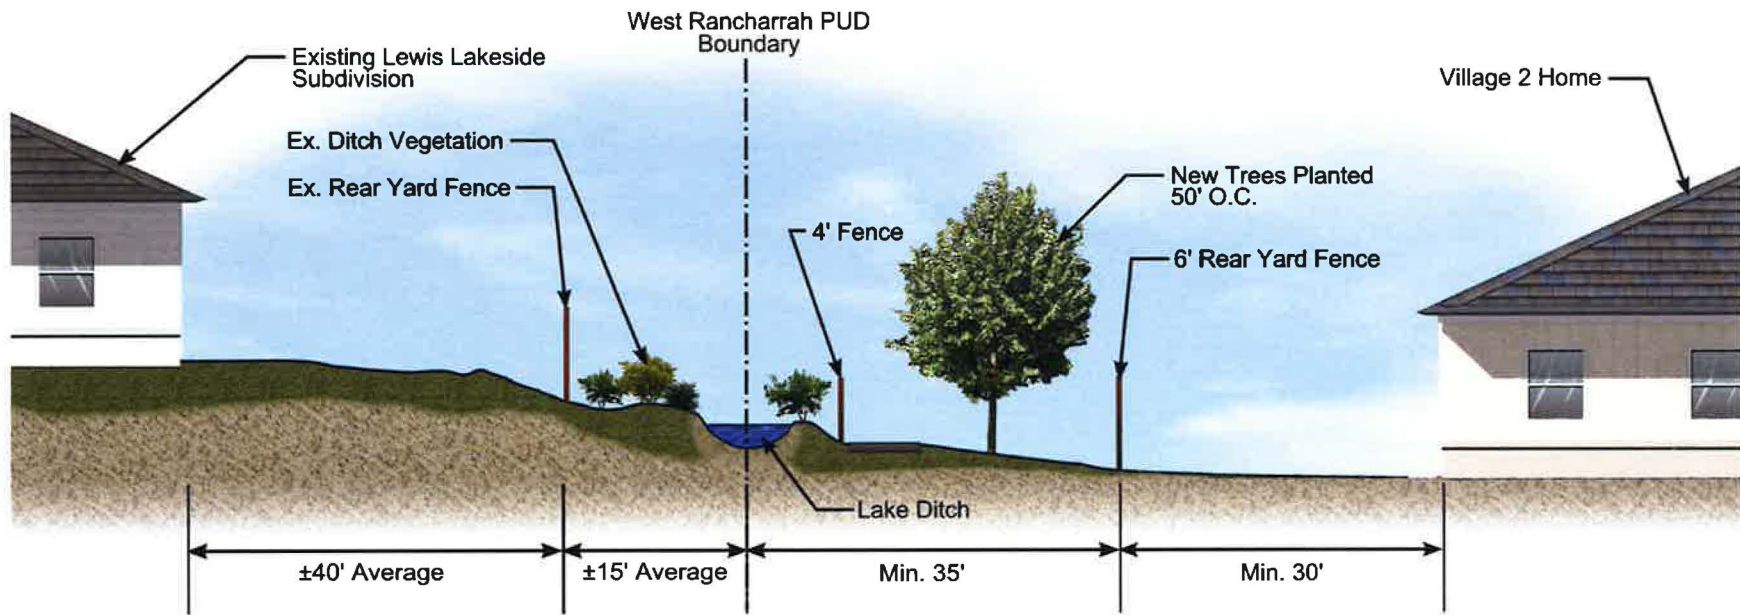 West Rancharrah PUD
Boundary
Existing Lewis Lakeside
Subdivision
Village 2 Home
Ex. Ditch Vegetation
Ex. Rear Yard Fence
New Trees Planted
50' O.C.
4' Fence
6' Rear Yard Fence
Lake Ditch
±40' Average
±15' Average
Min. 35'
Min. 30'